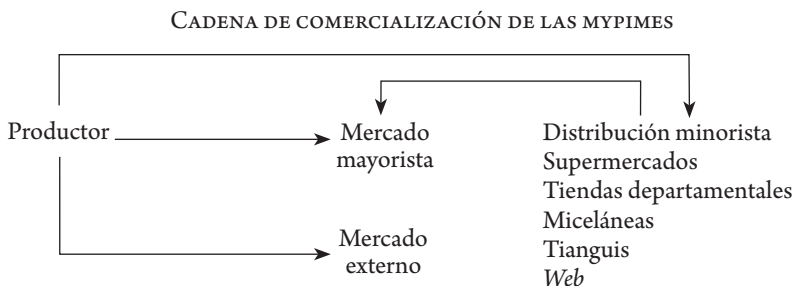 CADENA DE COMERCIALIZACIÓN DE LAS MYPIMES
Productor
Mercado
mayorista
Mercado
externo
Distribución minorista
Supermercados
Tiendas departamentales
Miceláneas
Tianguis
Web